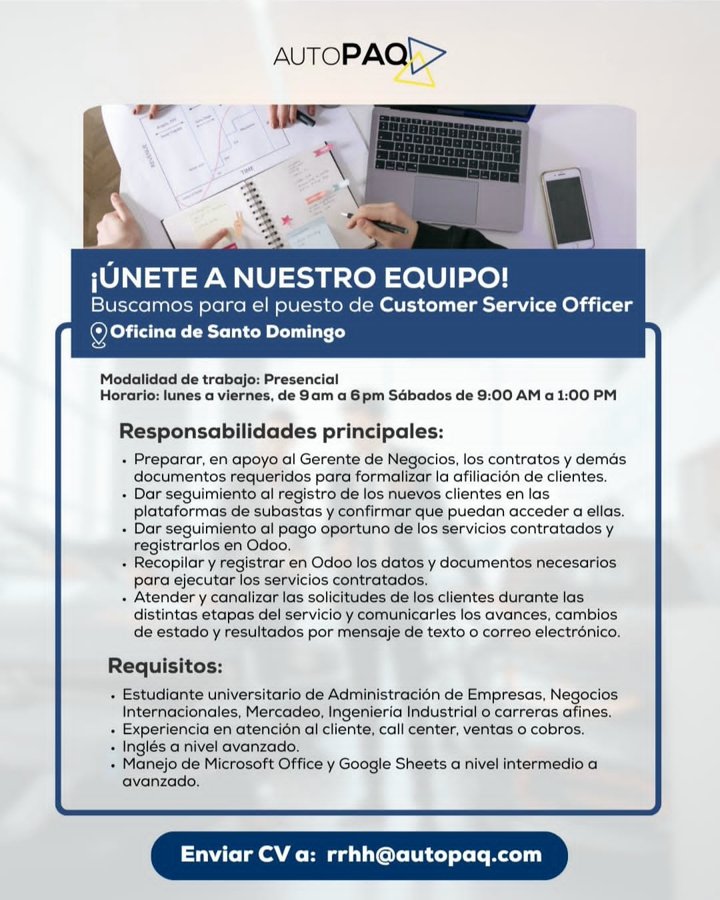 AUTOPAQ
REVENUE
TIME
¡ÚNETE A NUESTRO EQUIPO!
Buscamos para el puesto de Customer Service Officer
Oficina de Santo Domingo
Modalidad de trabajo: Presencial
Horario: lunes a viernes, de 9 am a 6 pm Sábados de 9:00 AM a 1:00 PM
Responsabilidades principales:
• Preparar, en apoyo al Gerente de Negocios, los contratos y demás
documentos requeridos para formalizar la afiliación de clientes.
• Dar seguimiento al registro de los nuevos clientes en las
plataformas de subastas y confirmar que puedan acceder a ellas.
• Dar seguimiento al pago oportuno de los servicios contratados y
registrarlos en Odoo.
• Recopilar y registrar en Odoo los datos y documentos necesarios
para ejecutar los servicios contratados.
• Atender y canalizar las solicitudes de los clientes durante las
distintas etapas del servicio y comunicarles los avances, cambios
de estado y resultados por mensaje de texto o correo electrónico.
Requisitos:
• Estudiante universitario de Administración de Empresas, Negocios
Internacionales, Mercadeo, Ingeniería Industrial o carreras afines.
• Experiencia en atención al cliente, call center, ventas o cobros.
• Inglés a nivel avanzado.
• Manejo de Microsoft Office y Google Sheets a nivel intermedio a
avanzado.
Enviar CV a: rrhh@autopaq.com